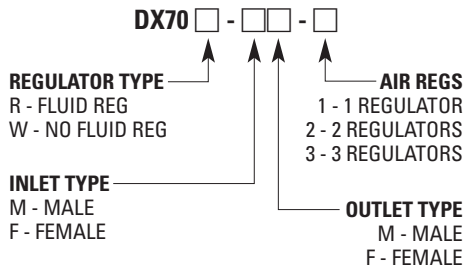 DX70 □ - □□ - □
REGULATOR TYPE
R - FLUID REG
W - NO FLUID REG
AIR REGS
1 - 1 REGULATOR
2 - 2 REGULATORS
3 - 3 REGULATORS
INLET TYPE
M - MALE
F - FEMALE
OUTLET TYPE
M - MALE
F - FEMALE